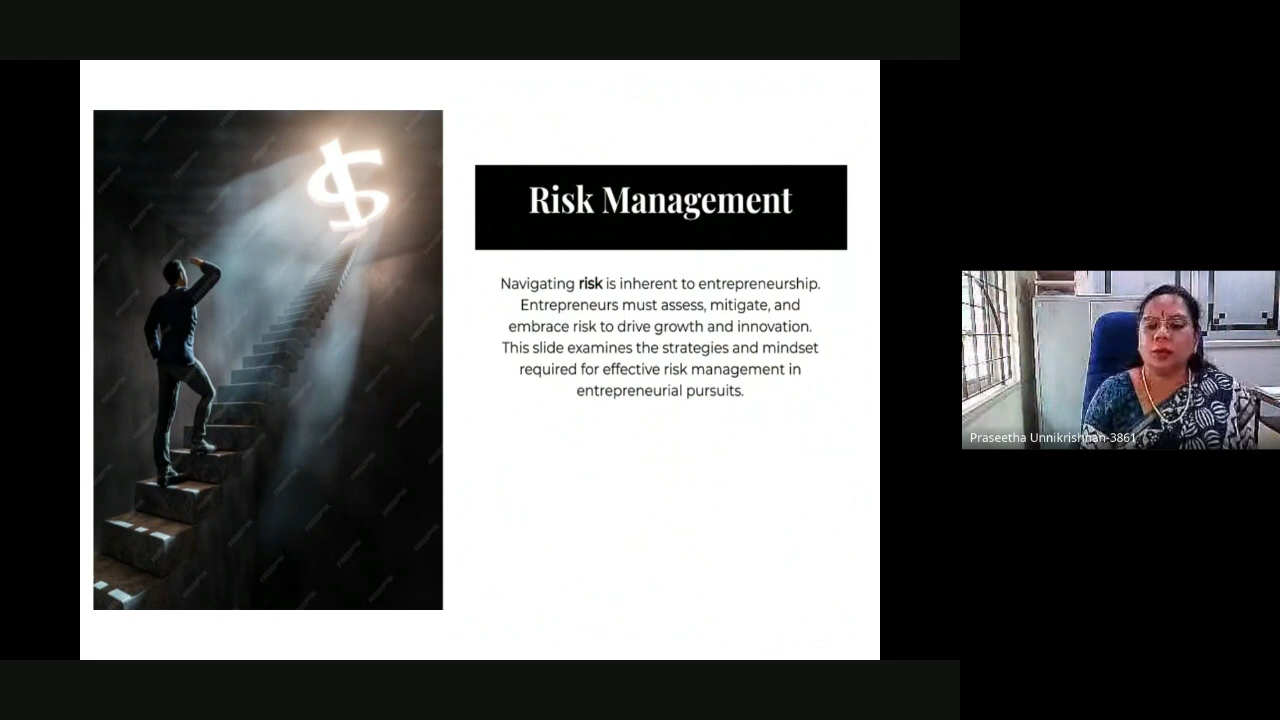 Risk Management
Navigating risk is inherent to entrepreneurship.
Entrepreneurs must assess, mitigate, and
embrace risk to drive growth and innovation.
This slide examines the strategies and mindset
required for effective risk management in
entrepreneurial pursuits.
Praseetha Unnikrishnan-3861